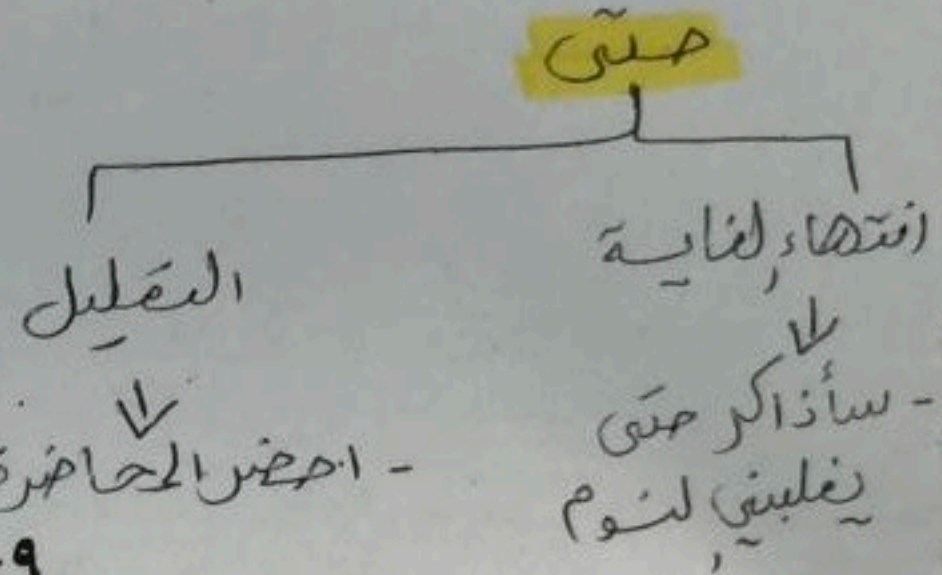 حتى
انتهاء الغاية
التعليل
- سأذاكر حتى
يغلبني النوم
- احضر المحاضرة